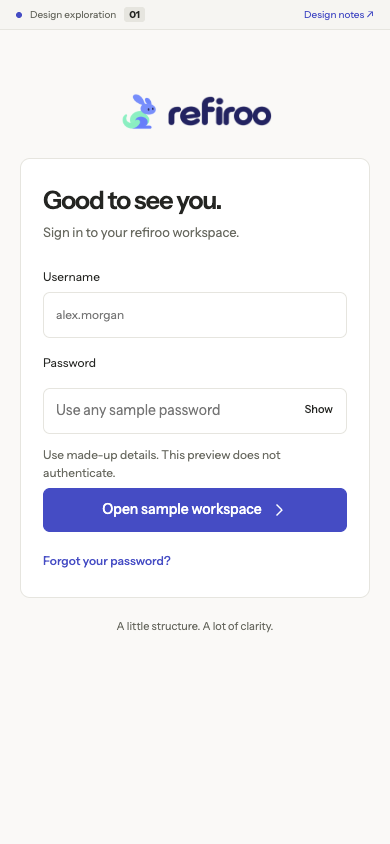 Design exploration 01
Design notes ↗
refiroo
Good to see you.
Sign in to your refiroo workspace.
Username
alex.morgan
Password
Use any sample password
Show
Use made-up details. This preview does not
authenticate.
Open sample workspace
Forgot your password?
A little structure. A lot of clarity.